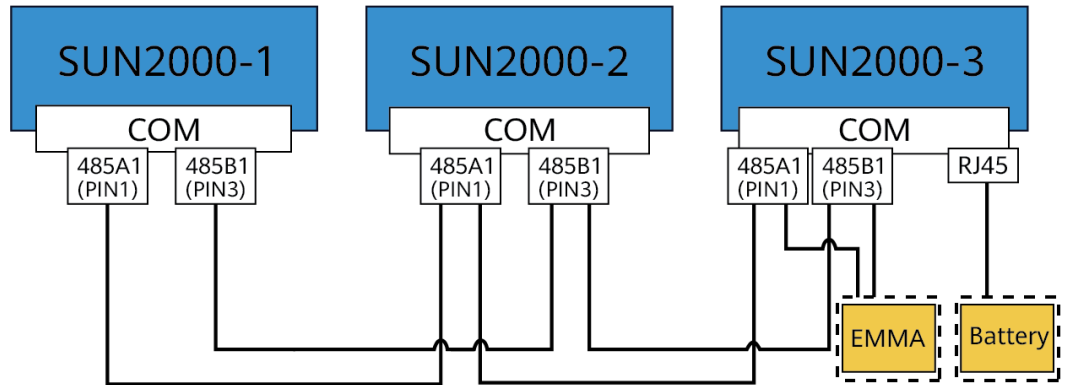 SUN2000-1
SUN2000-2
SUN2000-3
COM
COM
COM
485A1
(PIN1)
485B1
(PIN3)
485A1
(PIN1)
485B1
(PIN3)
485A1
(PIN1)
485B1
(PIN3)
RJ45
EMMA
Battery